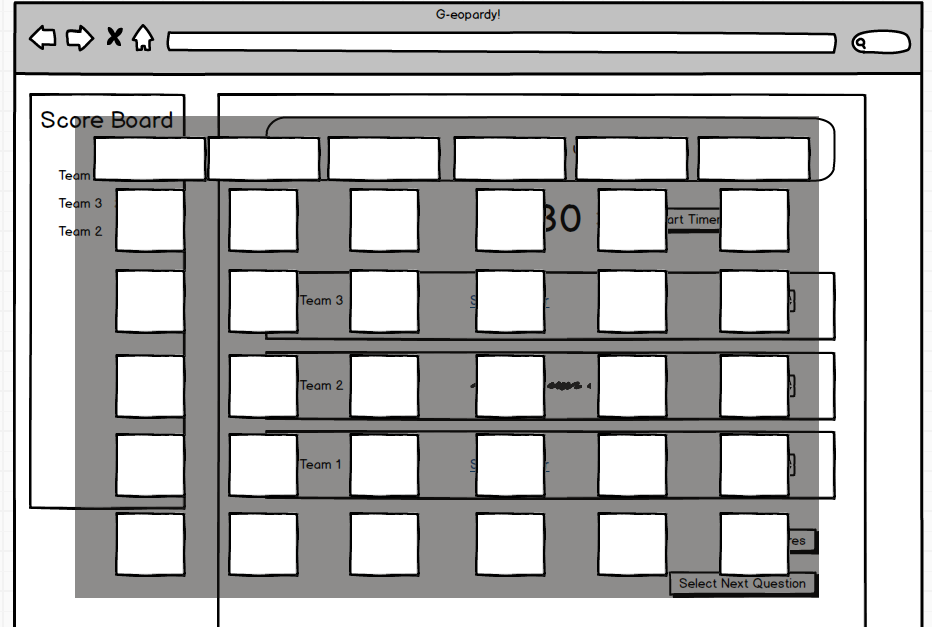 G-eopardy!
Score Board
Team
Team 3
Team 2
30
art Timer
Team 3
Team 2
Team 1
res
Select Next Question